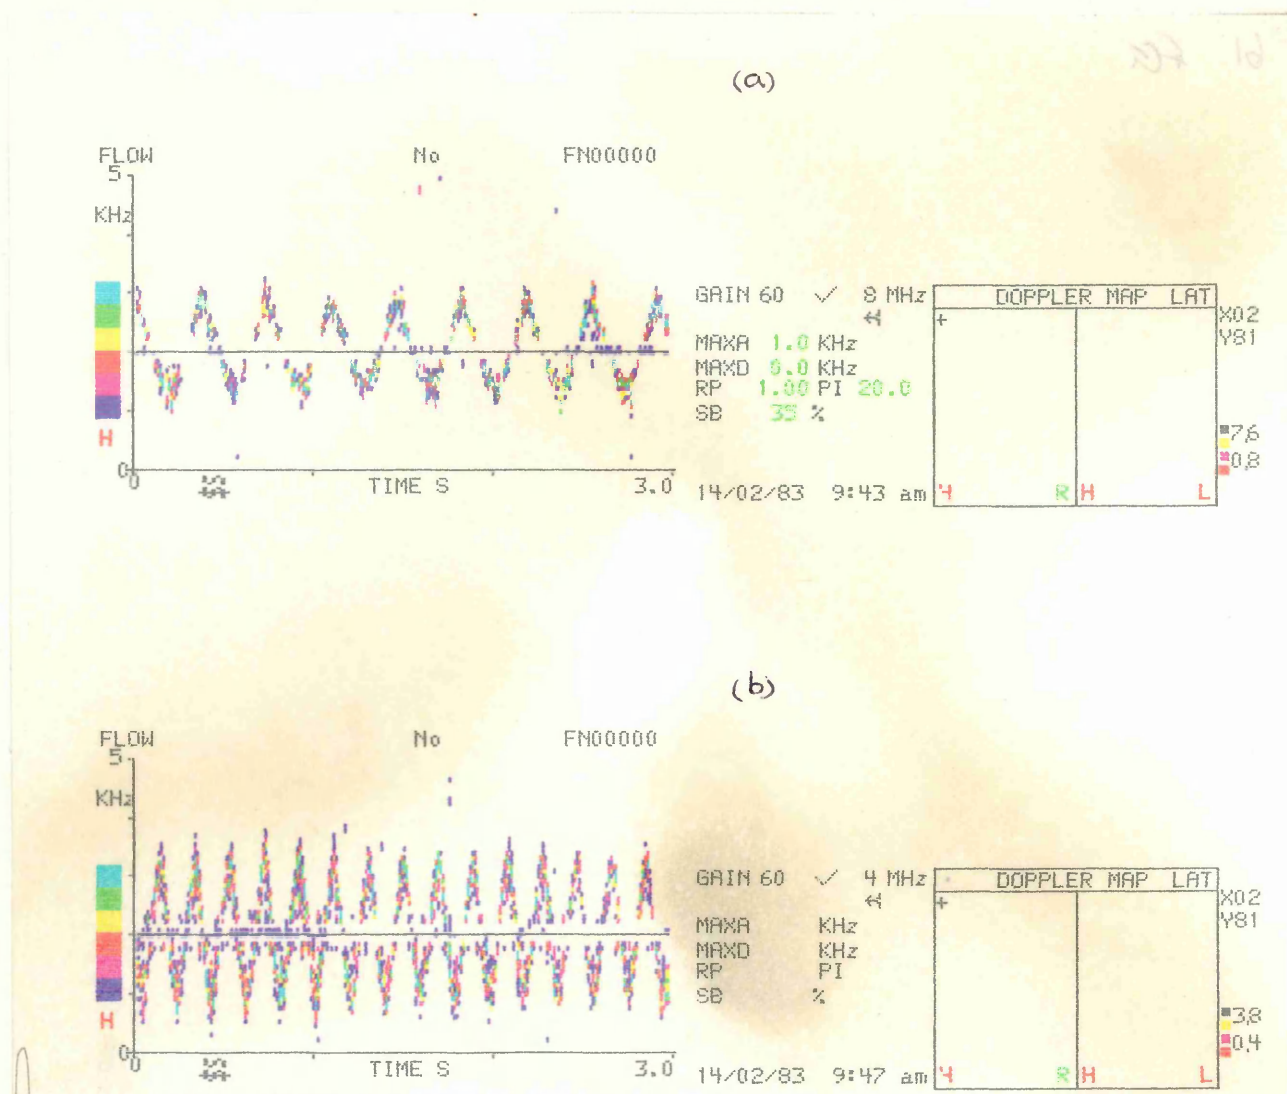 (a)
FLOW No FN00000
5
KHz
GAIN 60 ✓ 8 MHz
DOPPLER MAP LAT
X02
Y81
MAXA 1.0 KHz
MAXD 0.0 KHz
RP 1.00 PI 20.0
SB 35 %
7,6
0,8
H
0
0 TIME S 3.0
14/02/83 9:43 am
R H L
(b)
FLOW No FN00000
5
KHz
GAIN 60 ✓ 4 MHz
DOPPLER MAP LAT
X02
Y81
MAXA KHz
MAXD KHz
RP PI
SB %
3,8
0,4
H
0
0 TIME S 3.0
14/02/83 9:47 am
R H L